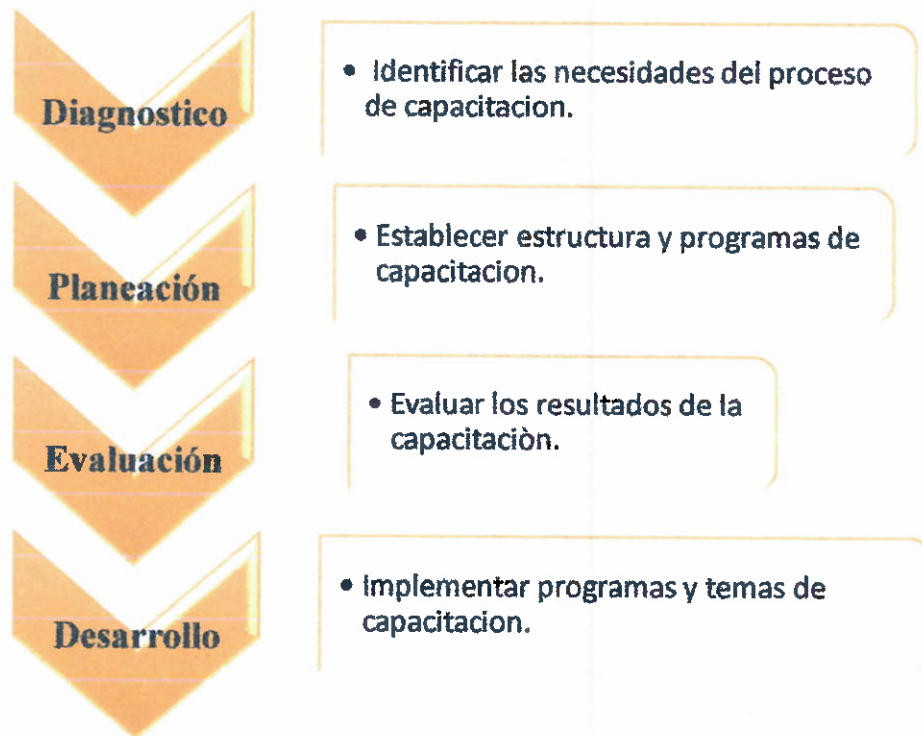 Diagnostico
• Identificar las necesidades del proceso
de capacitacion.
Planeación
• Establecer estructura y programas de
capacitacion.
Evaluación
• Evaluar los resultados de la
capacitaciòn.
Desarrollo
• Implementar programas y temas de
capacitacion.